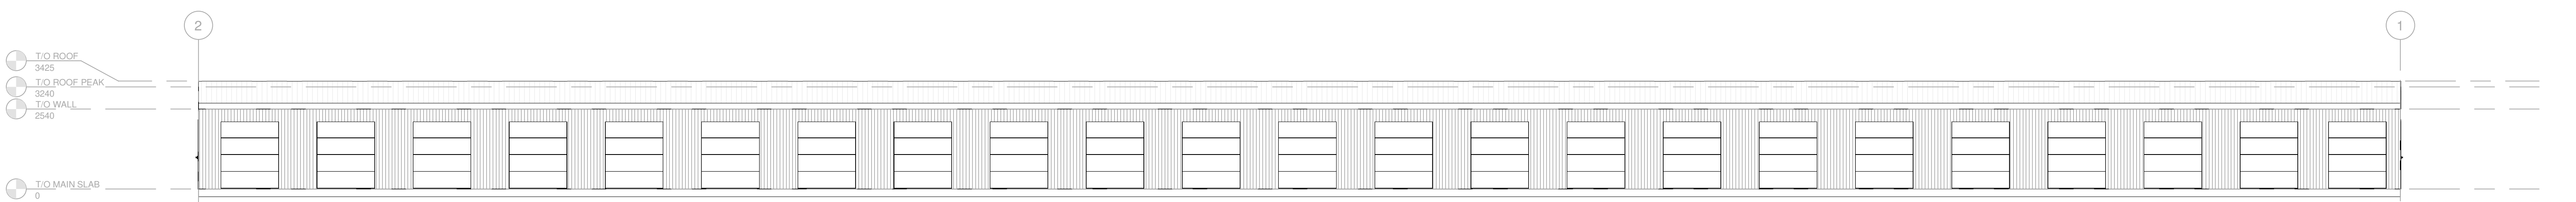 2
1
T/O ROOF
3425
T/O ROOF PEAK
3240
T/O WALL
2540
T/O MAIN SLAB
0